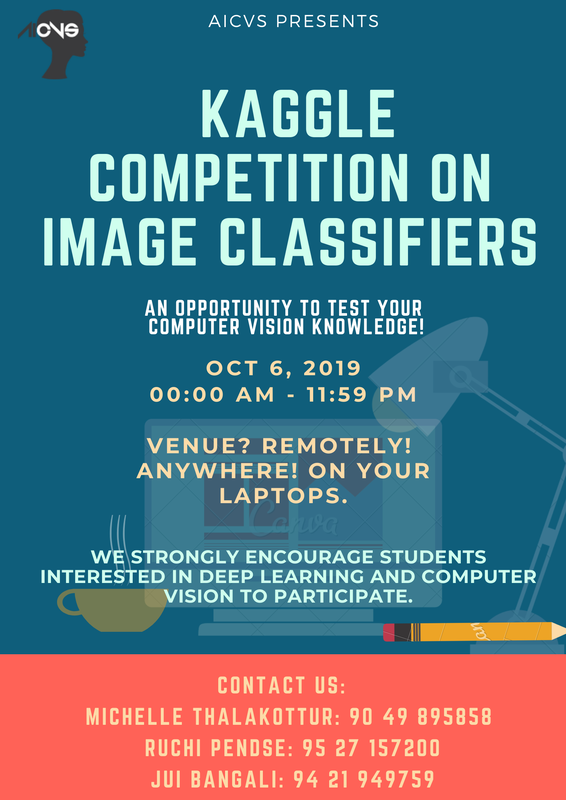 AICVS
AICVS PRESENTS
KAGGLE
COMPETITION ON
IMAGE CLASSIFIERS
AN OPPORTUNITY TO TEST YOUR
COMPUTER VISION KNOWLEDGE!
OCT 6, 2019
00:00 AM - 11:59 PM
VENUE? REMOTELY!
ANYWHERE! ON YOUR
LAPTOPS.
Canva
WE STRONGLY ENCOURAGE STUDENTS
INTERESTED IN DEEP LEARNING AND COMPUTER
VISION TO PARTICIPATE.
CONTACT US:
MICHELLE THALAKOTTUR: 90 49 895858
RUCHI PENDSE: 95 27 157200
JUI BANGALI: 94 21 949759